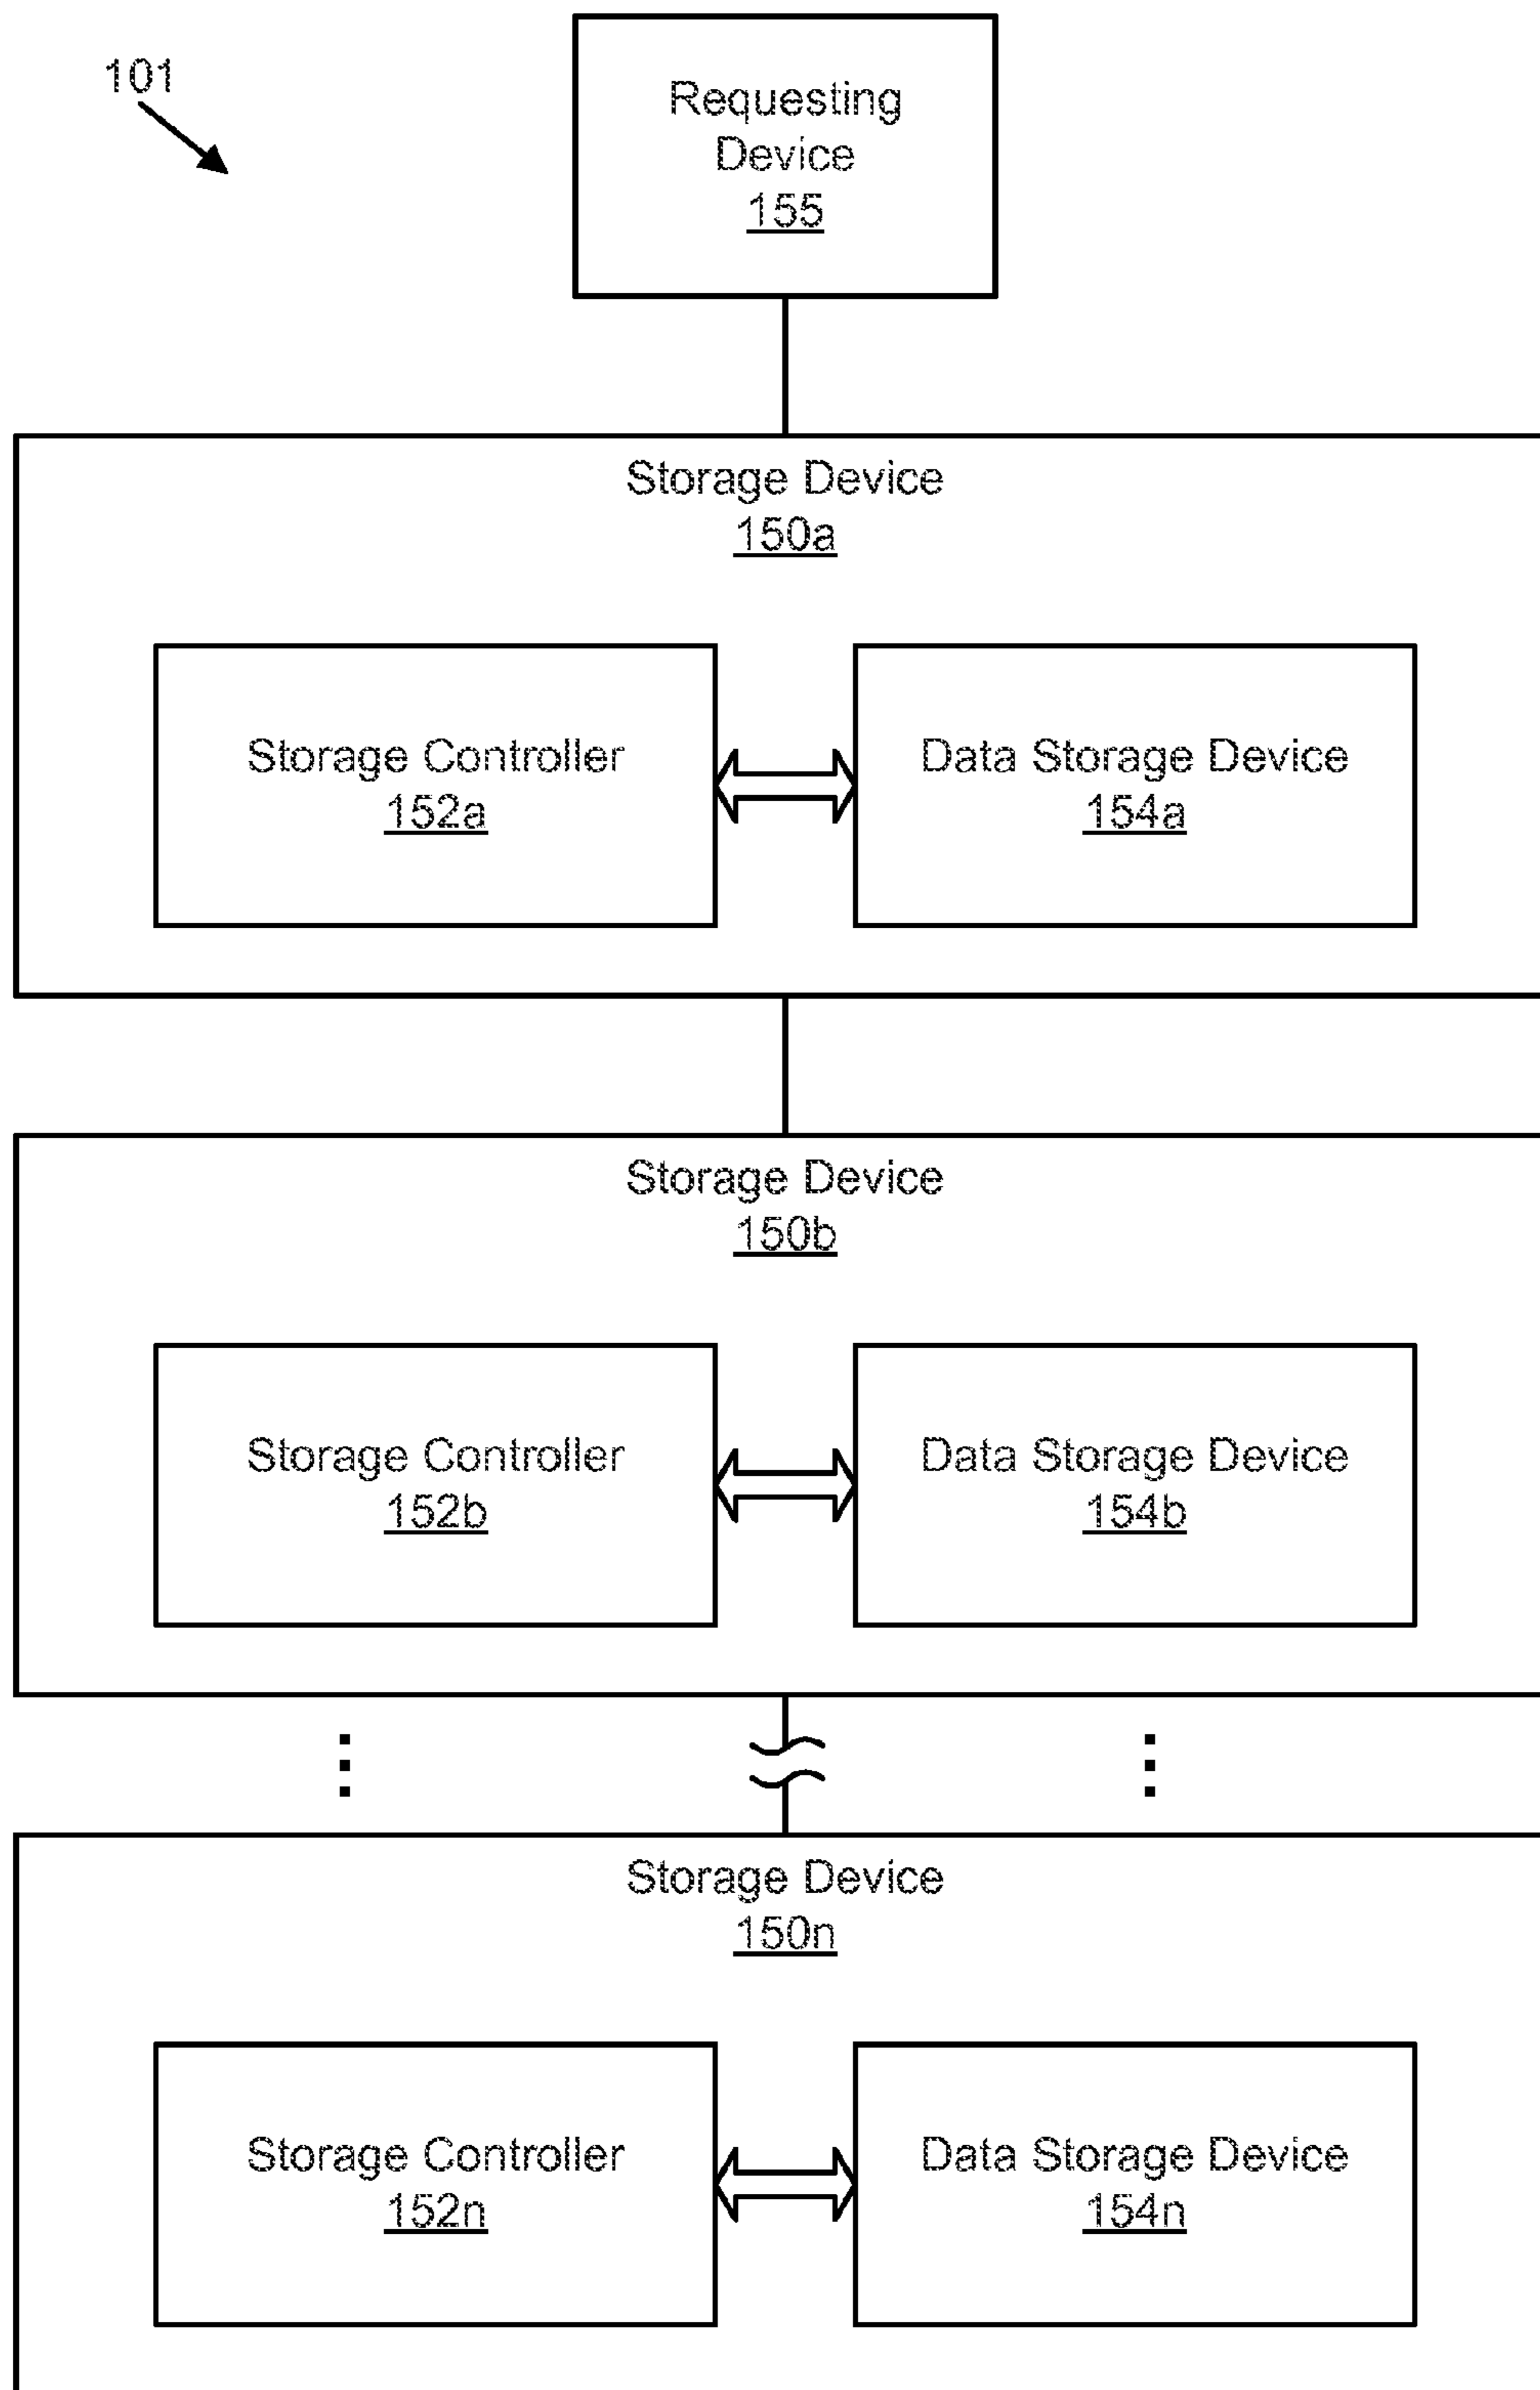 101
Requesting
Device
155
Storage Device
150a
Storage Controller
152a
Data Storage Device
154a
Storage Device
150b
Storage Controller
152b
Data Storage Device
154b
Storage Device
150n
Storage Controller
152n
Data Storage Device
154n